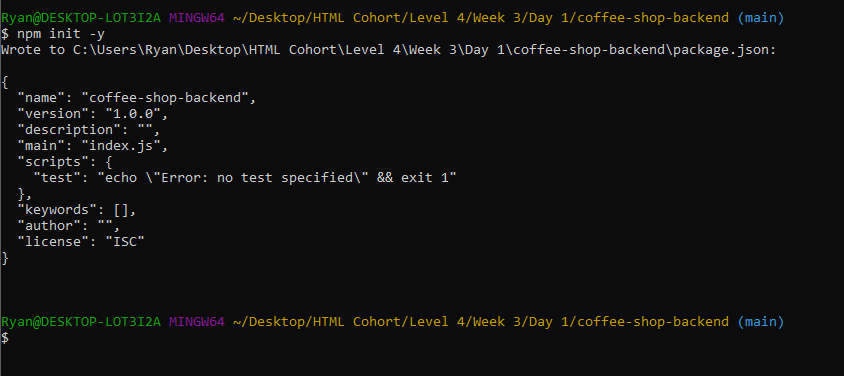 Ryan@DESKTOP-LOT3I2A MINGW64 ~/Desktop/HTML Cohort/Level 4/Week 3/Day 1/coffee-shop-backend (main)
$ npm init -y
Wrote to C:\Users\Ryan\Desktop\HTML Cohort\Level 4\Week 3\Day 1\coffee-shop-backend\package.json:

{
  "name": "coffee-shop-backend",
  "version": "1.0.0",
  "description": "",
  "main": "index.js",
  "scripts": {
    "test": "echo \"Error: no test specified\" && exit 1"
  },
  "keywords": [],
  "author": "",
  "license": "ISC"
}

Ryan@DESKTOP-LOT3I2A MINGW64 ~/Desktop/HTML Cohort/Level 4/Week 3/Day 1/coffee-shop-backend (main)
$